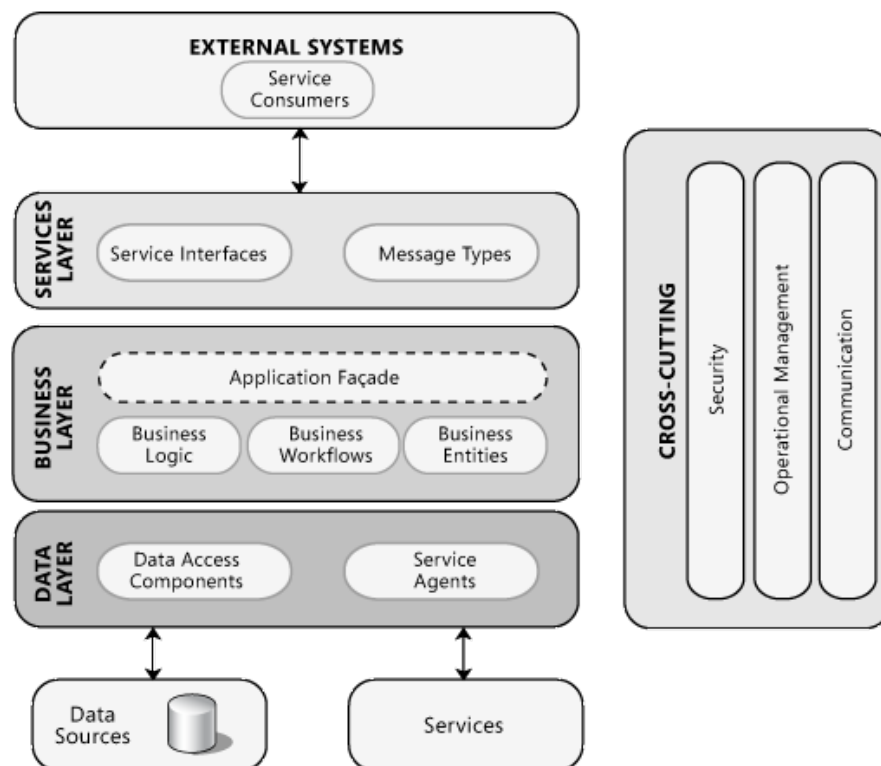 EXTERNAL SYSTEMS
Service
Consumers
SERVICES
LAYER
Service Interfaces
Message Types
BUSINESS
LAYER
Application Façade
Business
Logic
Business
Workflows
Business
Entities
DATA
LAYER
Data Access
Components
Service
Agents
Data
Sources
Services
CROSS-CUTTING
Security
Operational Management
Communication